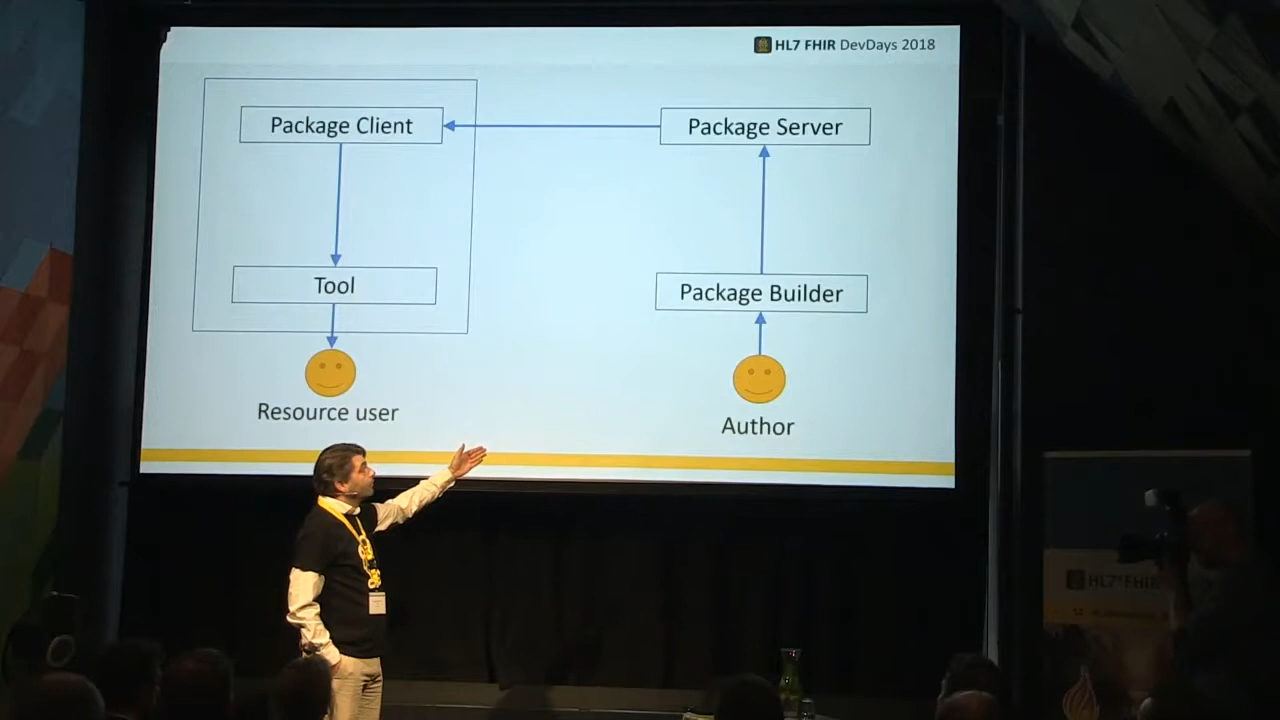 HL7 FHIR DevDays 2018
Package Client
Package Server
Tool
Package Builder
Resource user
Author
HL7 FHIR